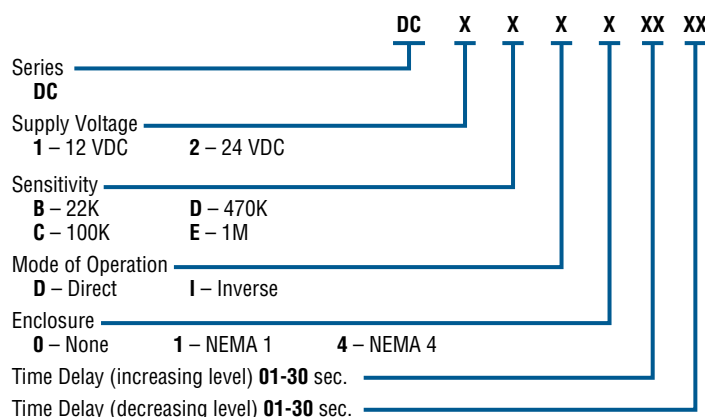 DC X X X X XX XX
Series
DC
Supply Voltage
1 – 12 VDC 2 – 24 VDC
Sensitivity
B – 22K D – 470K
C – 100K E – 1M
Mode of Operation
D – Direct I – Inverse
Enclosure
0 – None 1 – NEMA 1 4 – NEMA 4
Time Delay (increasing level) 01-30 sec.
Time Delay (decreasing level) 01-30 sec.